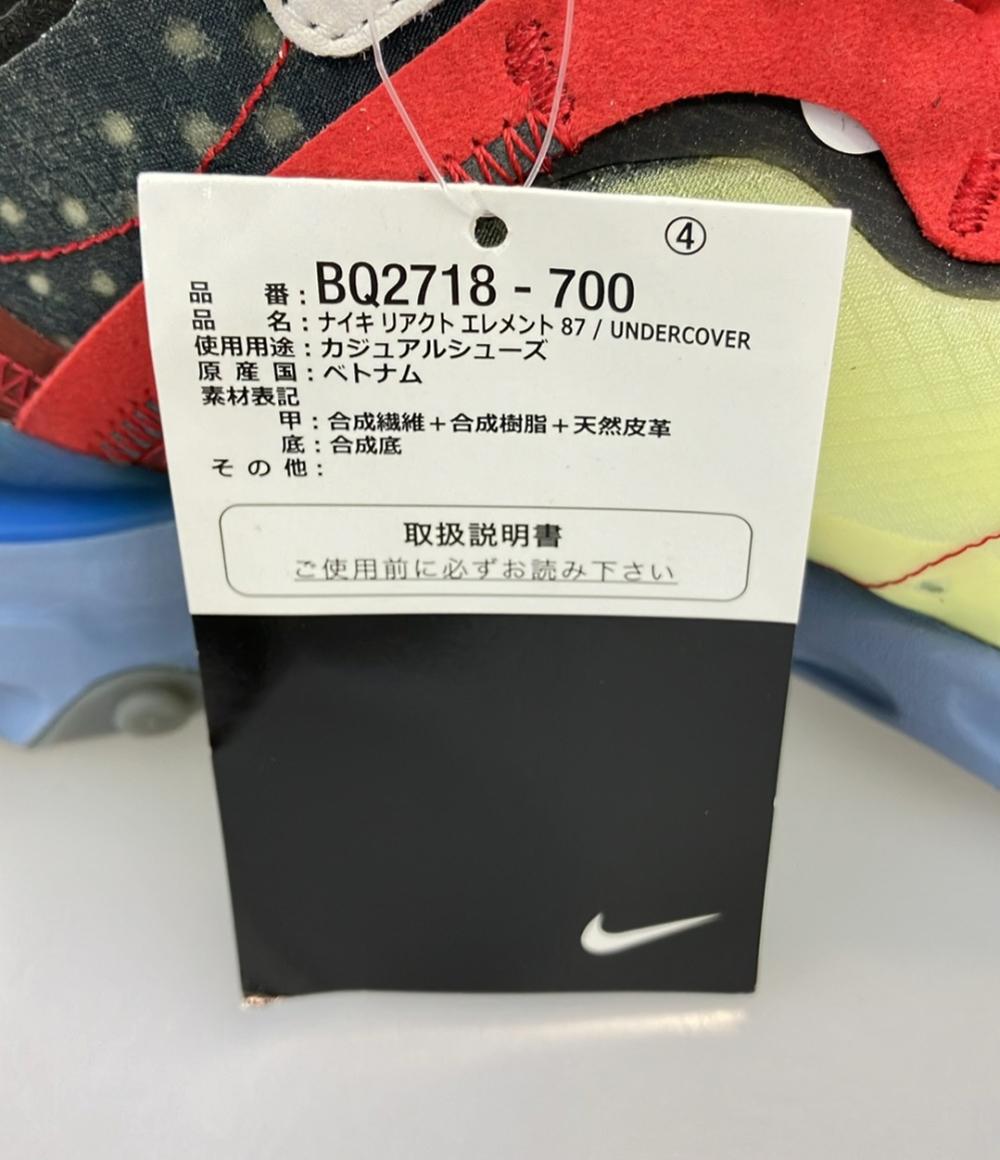 ④
品番：BQ2718 - 700
品名：ナイキ リアクト エレメント 87 / UNDERCOVER
使用用途：カジュアルシューズ
原産国：ベトナム
素材表記
甲：合成繊維＋合成樹脂＋天然皮革
底：合成底
その他：
取扱説明書
ご使用前に必ずお読み下さい